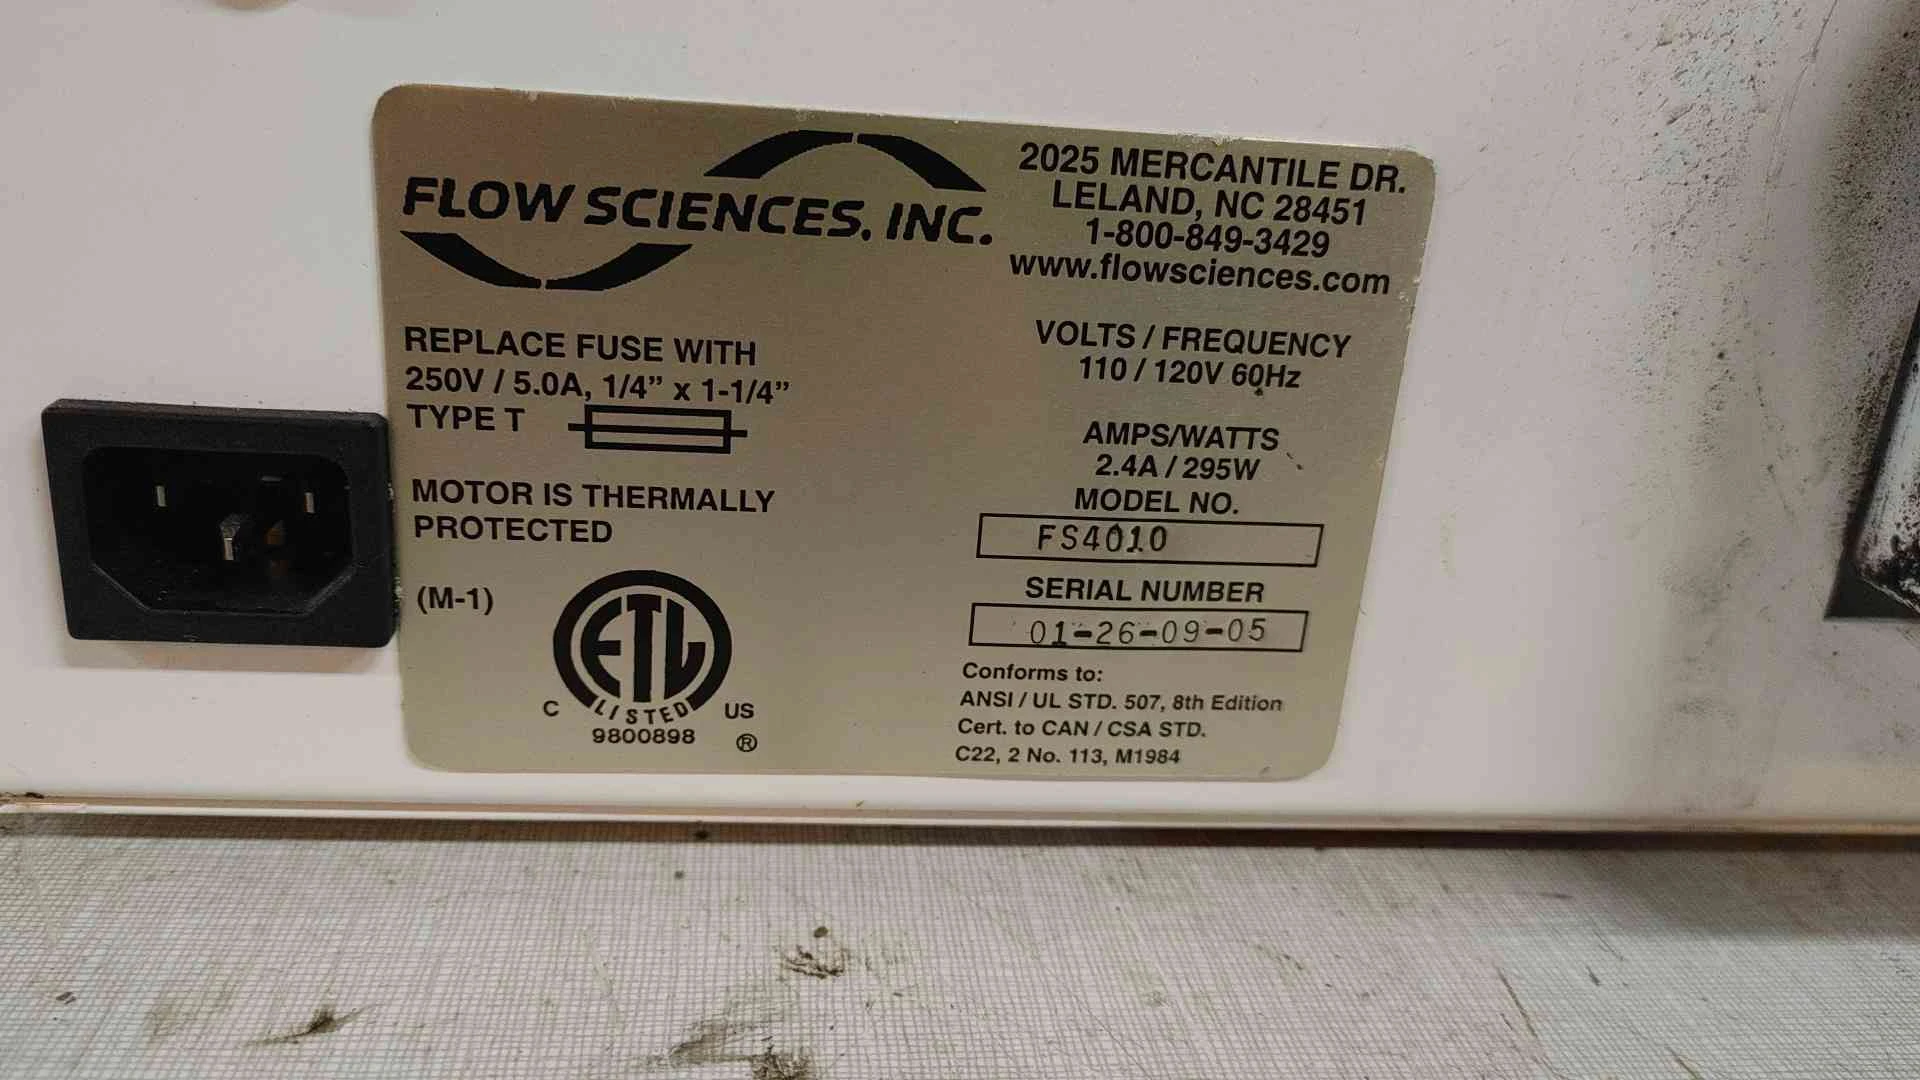 FLOW SCIENCES, INC.
2025 MERCANTILE DR.
LELAND, NC 28451
1-800-849-3429
www.flowsciences.com
REPLACE FUSE WITH
250V / 5.0A, 1/4” x 1-1/4”
TYPE T
MOTOR IS THERMALLY
PROTECTED
(M-1)
ETL
LISTED
C US
9800898 ®
VOLTS / FREQUENCY
110 / 120V 60Hz
AMPS/WATTS
2.4A / 295W
MODEL NO.
FS4010
SERIAL NUMBER
01-26-09-05
Conforms to:
ANSI / UL STD. 507, 8th Edition
Cert. to CAN / CSA STD.
C22, 2 No. 113, M1984